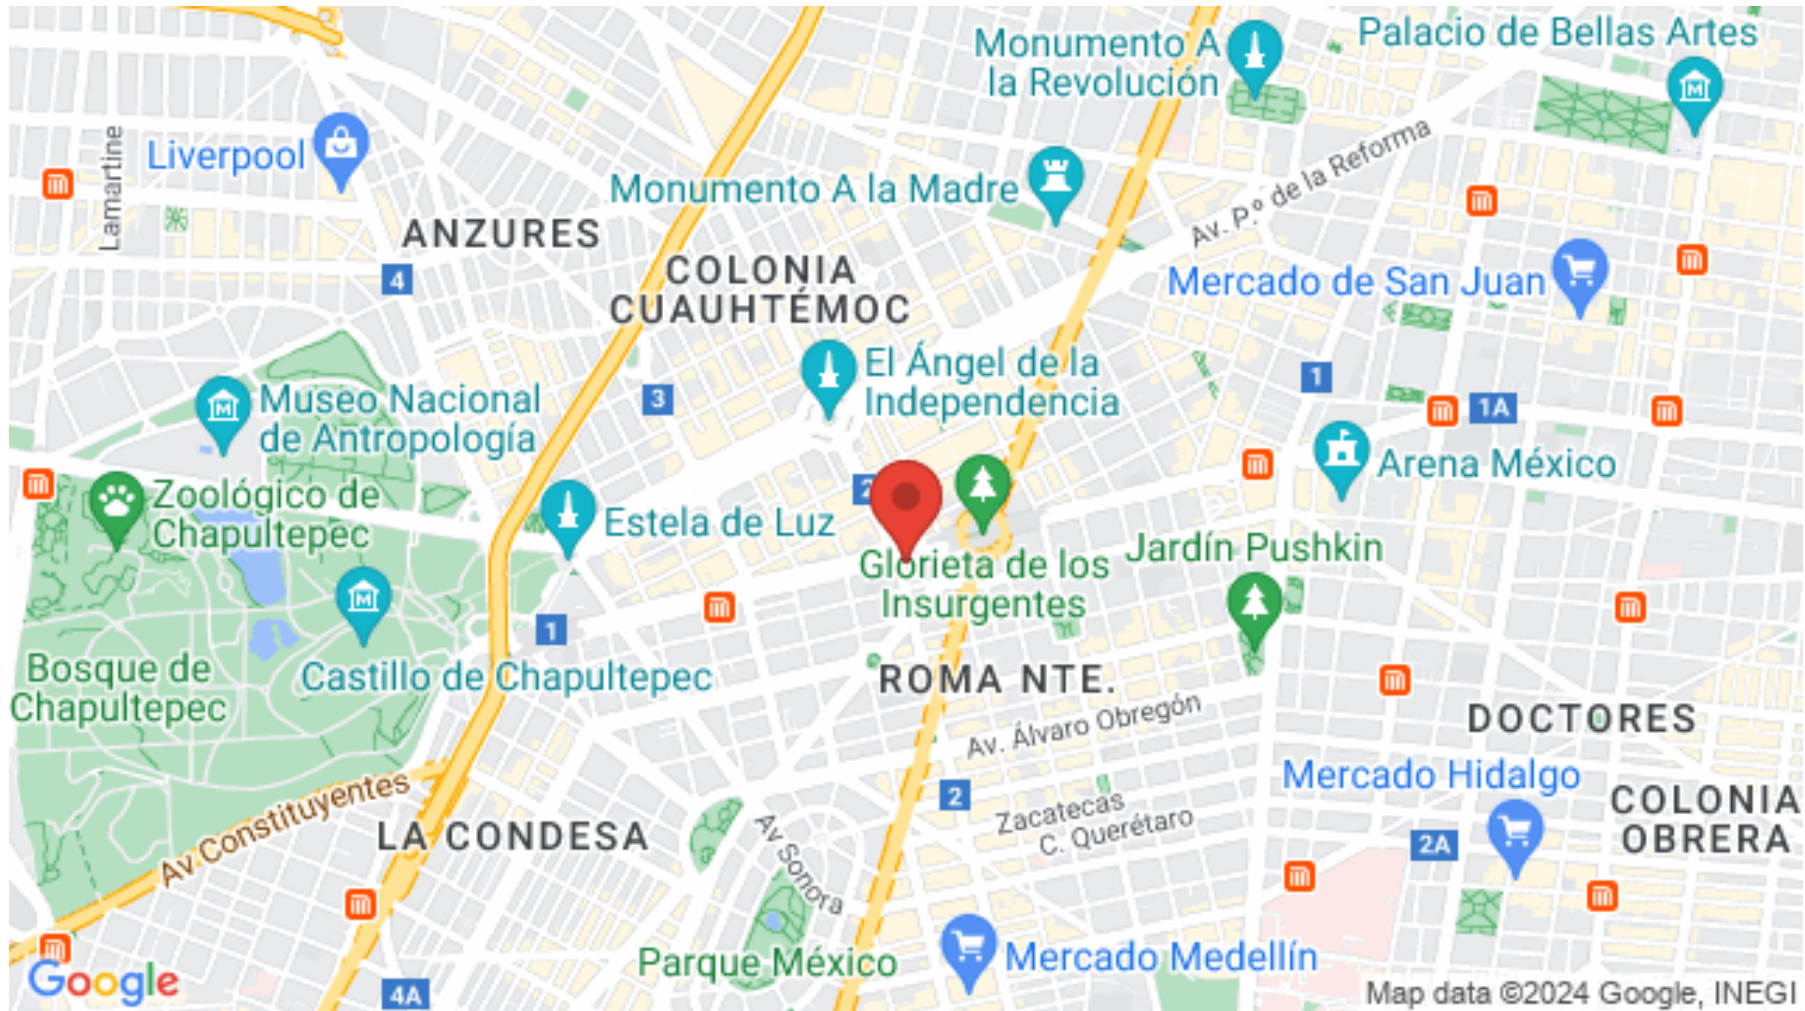 Monumento A
la Revolución
Palacio de Bellas Artes
Liverpool
Lamartine
Monumento A la Madre
Av. P.º de la Reforma
ANZURES
COLONIA
CUAUHTÉMOC
4
Mercado de San Juan
El Ángel de la
Independencia
3
1
1A
Museo Nacional
de Antropología
Arena México
Zoológico de
Chapultepec
Estela de Luz
2
Glorieta de los
Insurgentes
Jardín Pushkin
1
Bosque de
Chapultepec
Castillo de Chapultepec
ROMA NTE.
Av. Álvaro Obregón
DOCTORES
Mercado Hidalgo
COLONIA
OBRERA
Av Constituyentes
LA CONDESA
2
Zacatecas
C. Querétaro
2A
Av Sonora
Parque México
Mercado Medellín
4A
Google
Map data ©2024 Google, INEGI